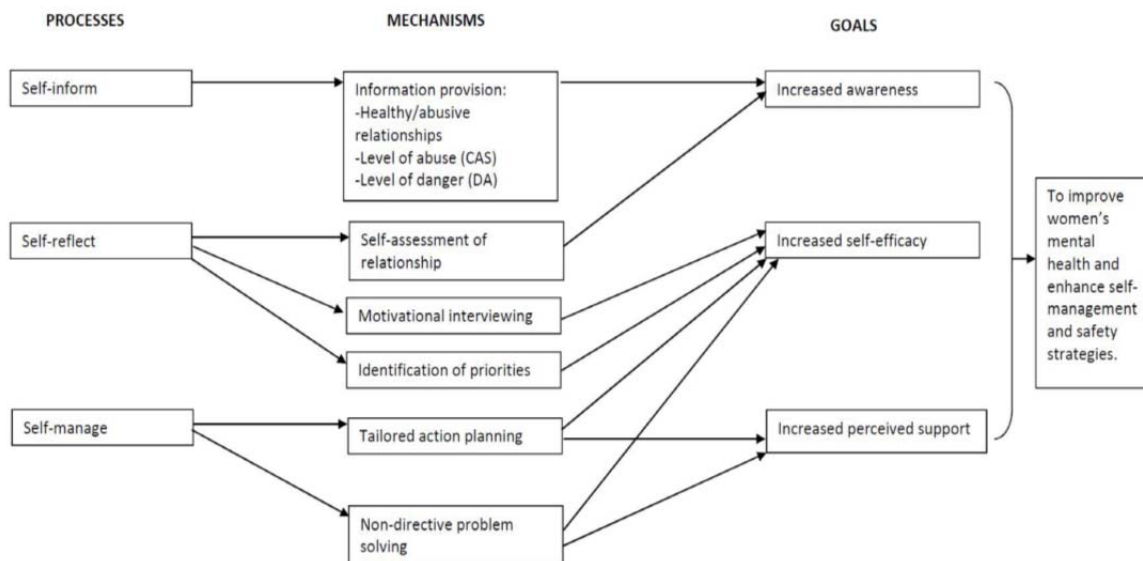 PROCESSES
MECHANISMS
GOALS
Self-inform
Information provision:
-Healthy/abusive
relationships
-Level of abuse (CAS)
-Level of danger (DA)
Increased awareness
Self-reflect
Self-assessment of
relationship
Increased self-efficacy
Motivational interviewing
Identification of priorities
Self-manage
Tailored action planning
Increased perceived support
Non-directive problem
solving
To improve
women's
mental
health and
enhance self-
management
and safety
strategies.